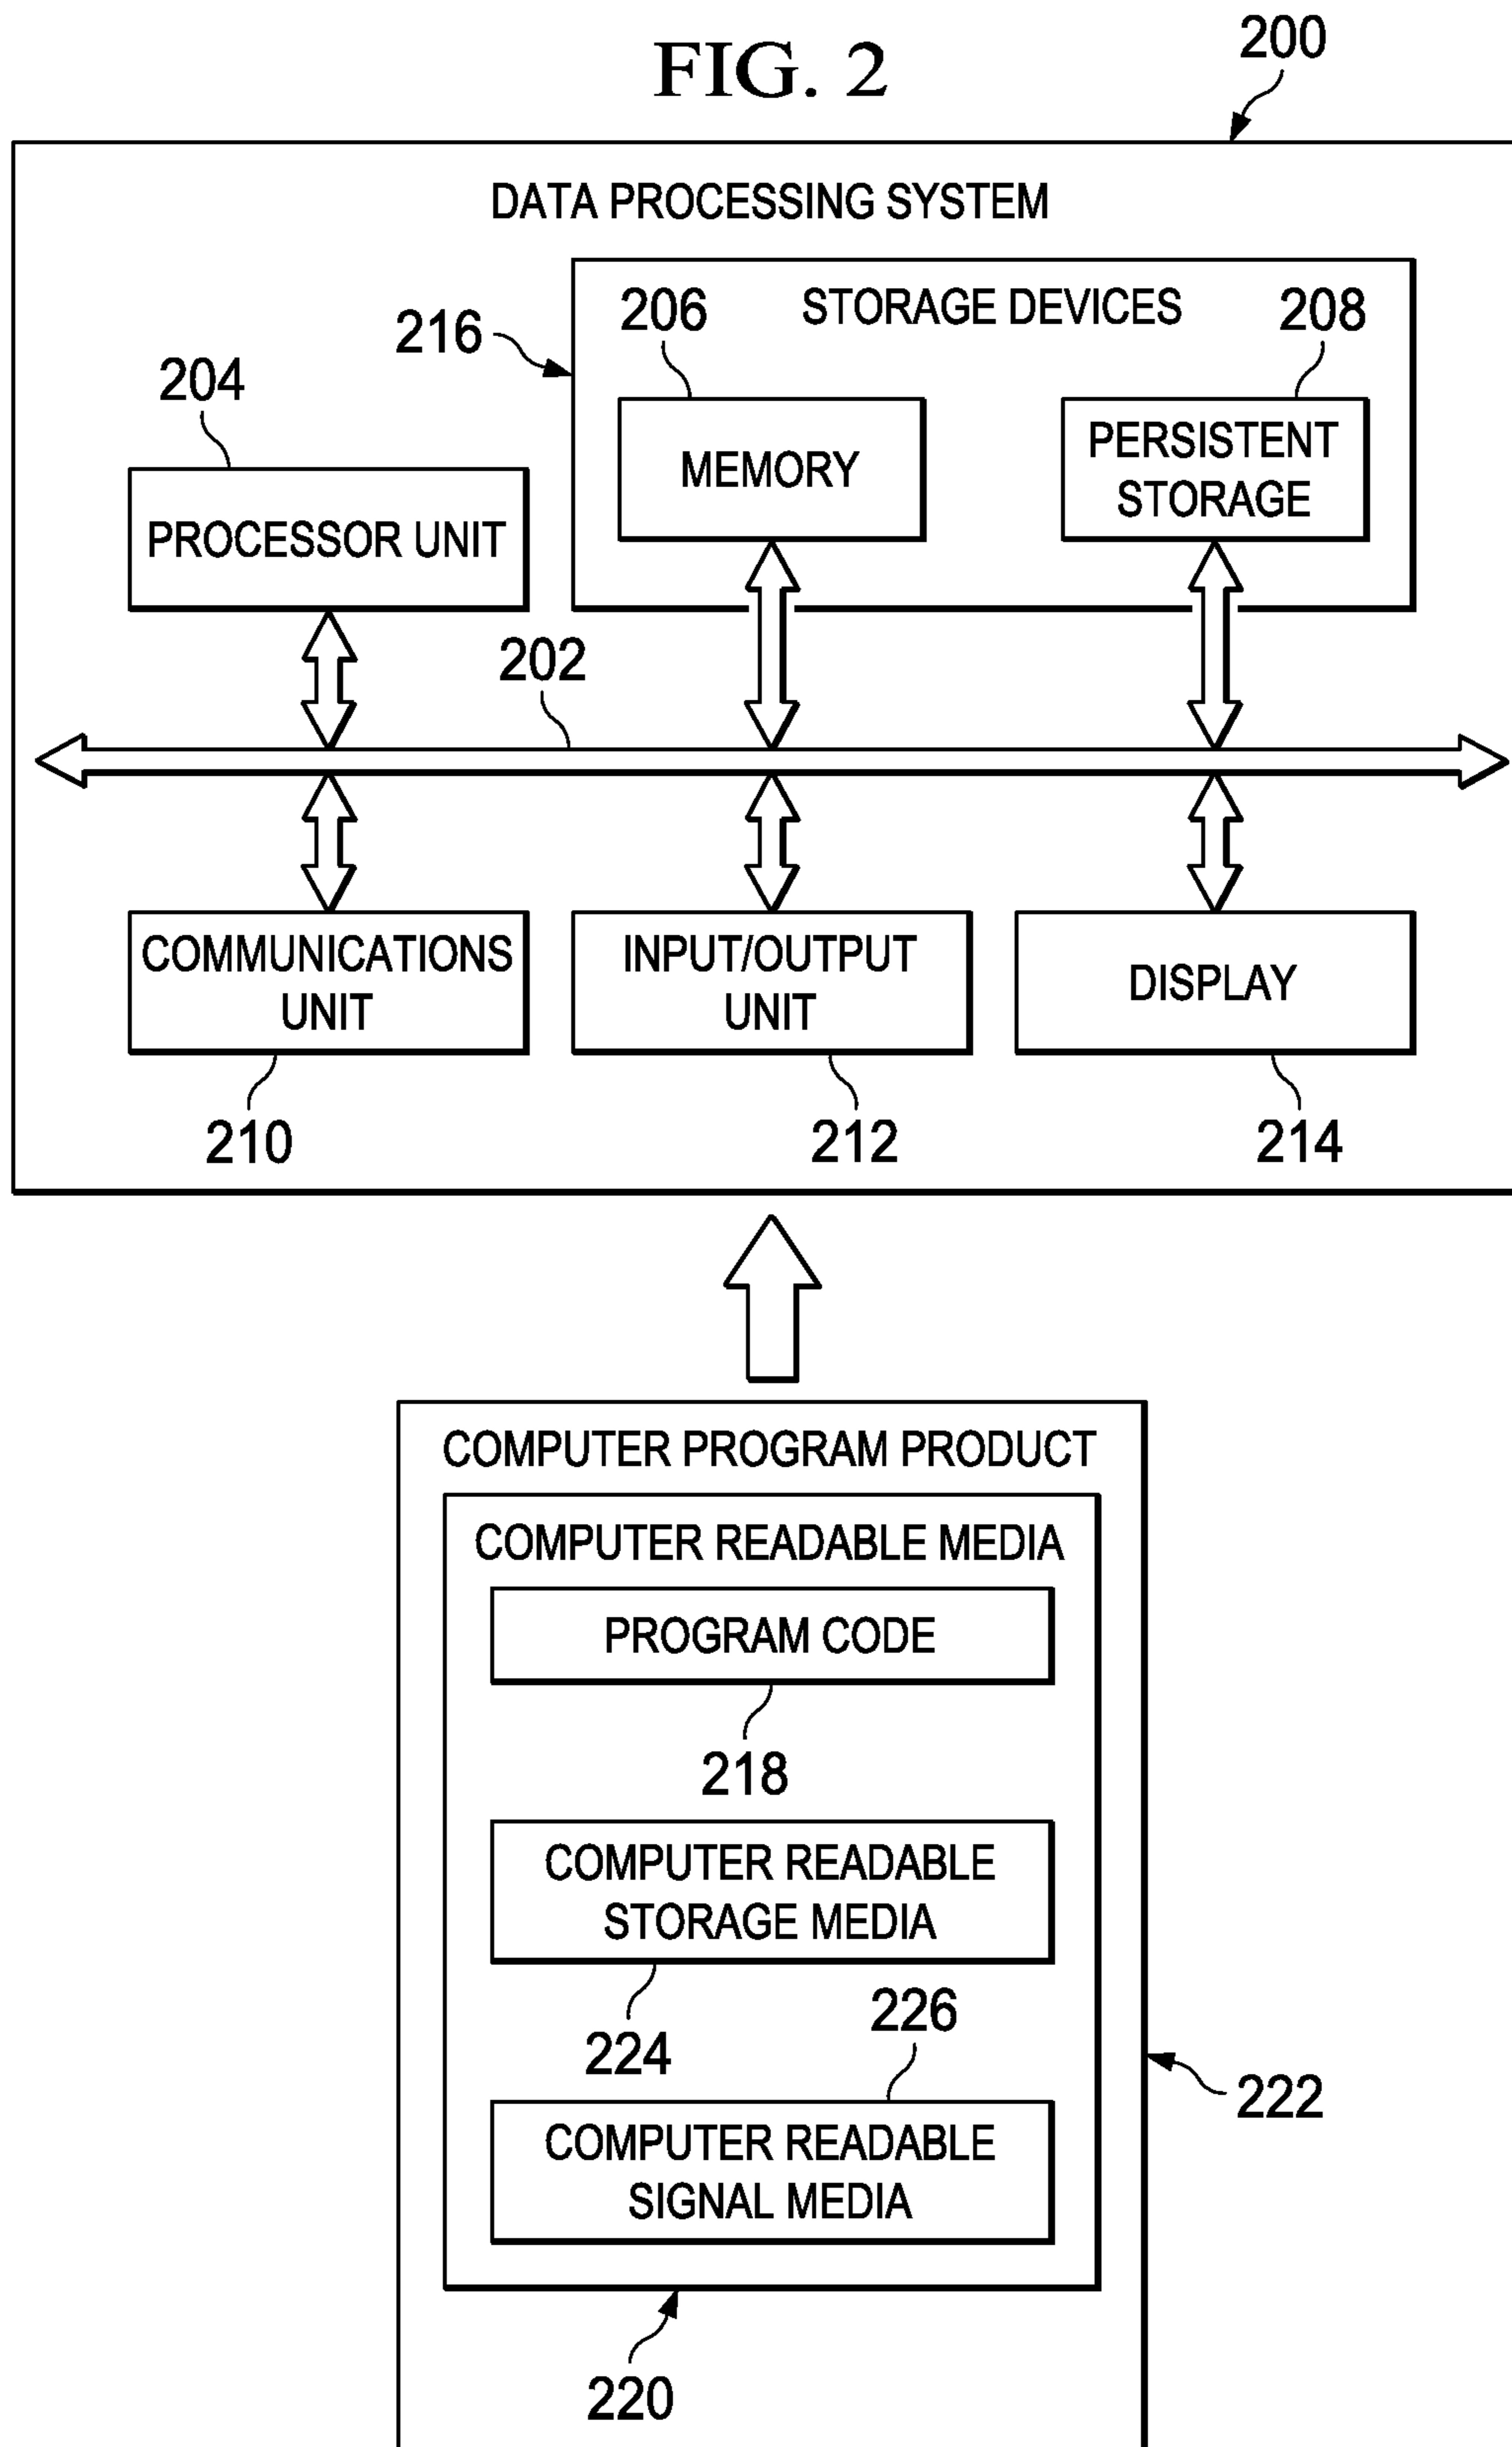 FIG. 2
200
DATA PROCESSING SYSTEM
216
206
STORAGE DEVICES
208
204
MEMORY
PERSISTENT
STORAGE
PROCESSOR UNIT
202
COMMUNICATIONS
UNIT
INPUT/OUTPUT
UNIT
DISPLAY
210
212
214
COMPUTER PROGRAM PRODUCT
COMPUTER READABLE MEDIA
PROGRAM CODE
218
COMPUTER READABLE
STORAGE MEDIA
224
226
222
COMPUTER READABLE
SIGNAL MEDIA
220